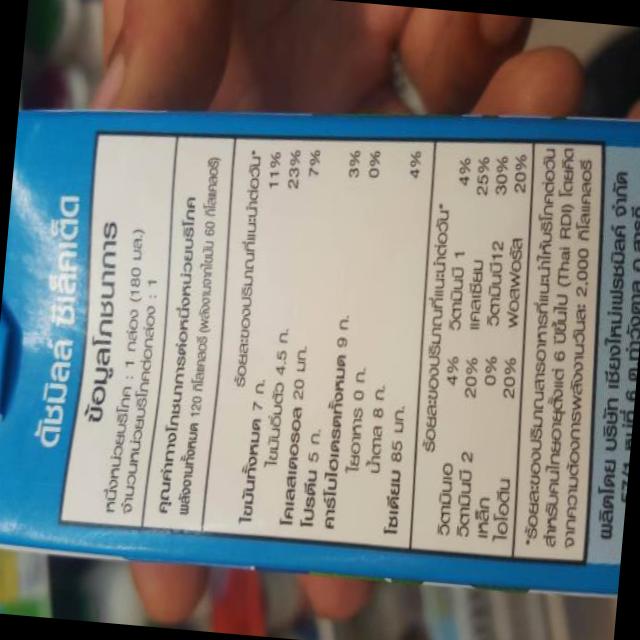 ดัชมิลล์ ซีเล็คเต็ด
ข้อมูลโภชนาการ
หนึ่งหน่วยบริโภค : 1 กล่อง (180 มล.)
จำนวนหน่วยบริโภคต่อกล่อง : 1
คุณค่าทางโภชนาการต่อหนึ่งหน่วยบริโภค
พลังงานทั้งหมด 120 กิโลแคลอรี (พลังงานจากไขมัน 60 กิโลแคลอรี)
ร้อยละของปริมาณที่แนะนำต่อวัน*
ไขมันทั้งหมด 7 ก. 11%
ไขมันอิ่มตัว 4.5 ก. 23%
โคเลสเตอรอล 20 มก. 7%
โปรตีน 5 ก.
คาร์โบไฮเดรตทั้งหมด 9 ก. 3%
ใยอาหาร 0 ก. 0%
น้ำตาล 8 ก.
โซเดียม 85 มก. 4%
ร้อยละของปริมาณที่แนะนำต่อวัน*
วิตามินเอ 4% วิตามินบี 1 4%
วิตามินบี 2 20% แคลเซียม 25%
เหล็ก 0% วิตามินบี12 30%
ไอโอดีน 20% ฟอสฟอรัส 20%
*ร้อยละของปริมาณสารอาหารที่แนะนำให้บริโภคต่อวัน
สำหรับคนไทยอายุตั้งแต่ 6 ปีขึ้นไป (Thai RDI) โดยคิด
จากความต้องการพลังงานวันละ 2,000 กิโลแคลอรี
ผลิตโดย บริษัท เชียงใหม่เฟรชมิลค์ จำกัด